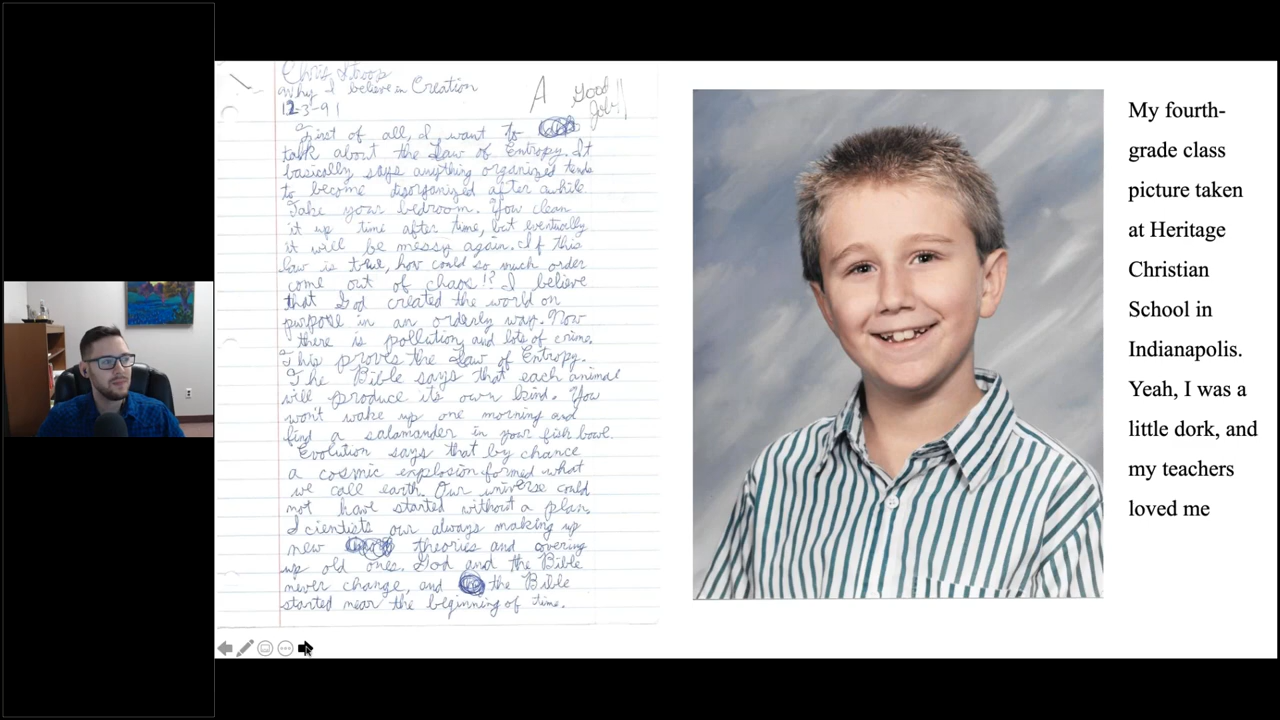 Chris Stroop
Why I believe in Creation
12-3-91
A Good Job!!
First of all, I want to
talk about the Law of Entropy. It
basically says anything organized tends
to become disorganized after awhile
Take your bedroom. You clean
it up time after time, but eventually
it will be messy again. If this
law is true, how could so much order
come out of chaos!? I believe
that God created the world on
purpose in an orderly way. Now
there is pollution and lots of crime.
This proves the Law of Entropy.
The Bible says that each animal
will produce its own kind. You
won't wake up one morning and
find a salamander in your fish bowl.
Evolution says that by chance
a cosmic explosion formed what
we call earth. Our universe could
not have started without a plan.
Scientists our always making up
new theories and covering
up old ones. God and the Bible
never change, and the Bible
started near the beginning of time.
My fourth-
grade class
picture taken
at Heritage
Christian
School in
Indianapolis.
Yeah, I was a
little dork, and
my teachers
loved me